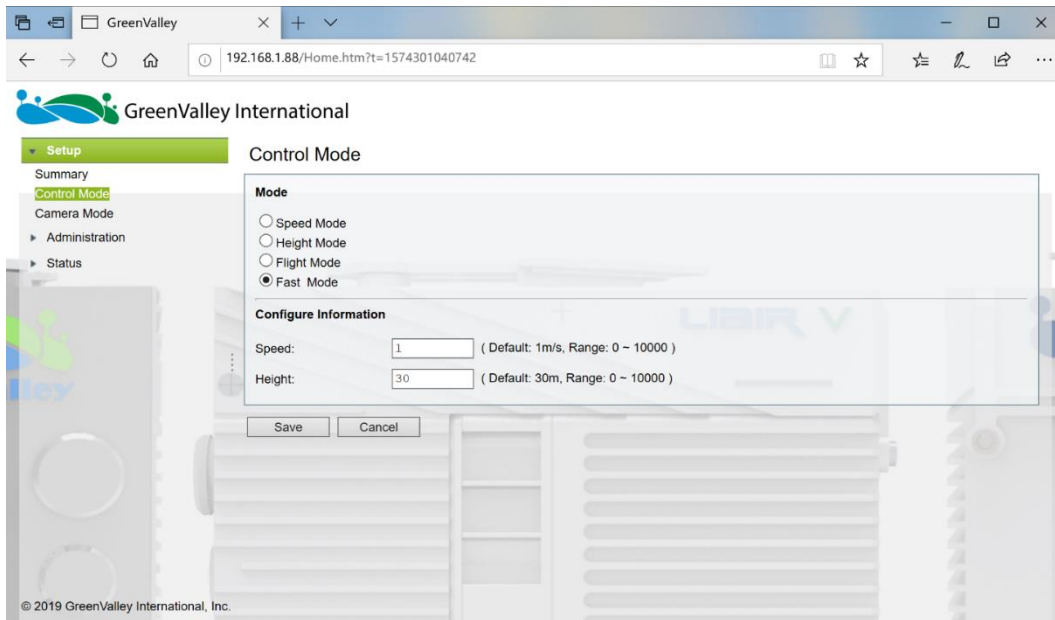 GreenValley
192.168.1.88/Home.htm?t=1574301040742
GreenValley International
Setup
Summary
Control Mode
Camera Mode
Administration
Status
Control Mode
Mode
Speed Mode
Height Mode
Flight Mode
Fast Mode
Configure Information
Speed: 1 ( Default: 1m/s, Range: 0 ~ 10000 )
Height: 30 ( Default: 30m, Range: 0 ~ 10000 )
Save Cancel
LIBIR V
lley
© 2019 GreenValley International, Inc.